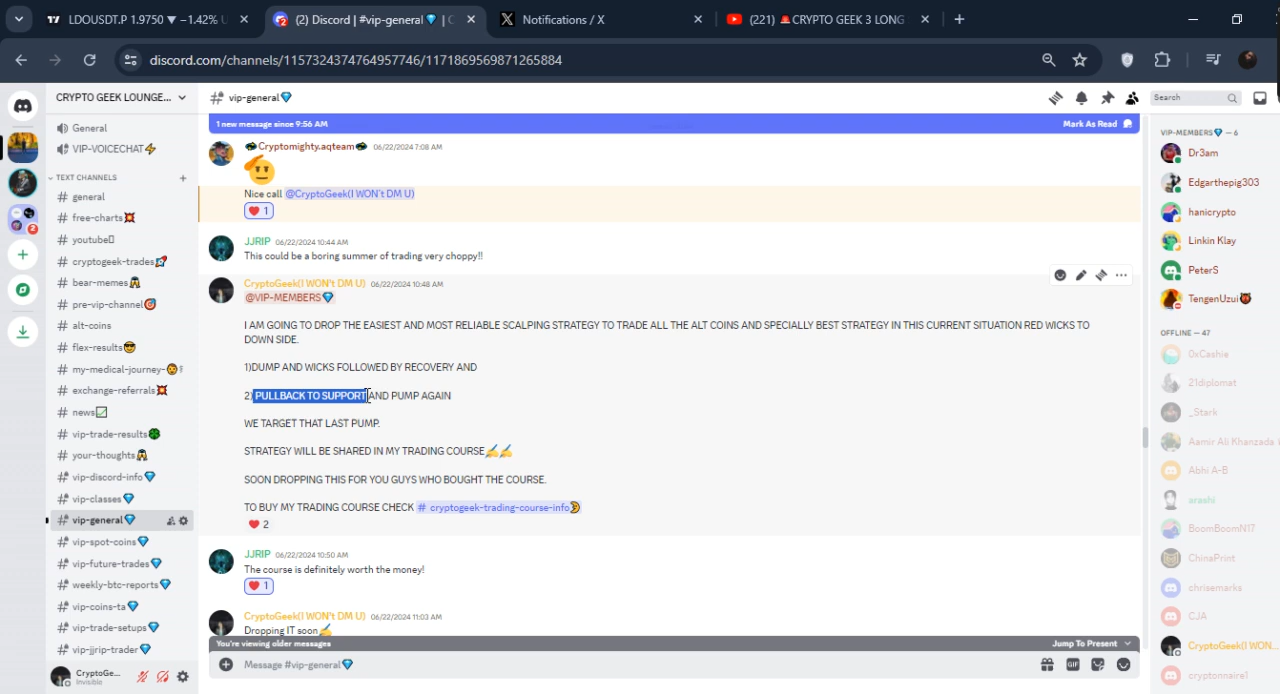 LDOUSDT.P 1.9750 ▼ −1.42% U
(2) Discord | #vip-general💎 | C
Notifications / X
(221) 🚨CRYPTO GEEK 3 LONG
discord.com/channels/1157324374764957746/1171869569871265884
CRYPTO GEEK LOUNGE...
General
VIP-VOICECHAT⚡
TEXT CHANNELS
general
free-charts💥
youtube
cryptogeek-trades
bear-memes
pre-vip-channel🎯
alt-coins
flex-results😎
my-medical-journey-
exchange-referrals💥
news
vip-trade-results
your-thoughts
vip-discord-info💎
vip-classes💎
vip-general💎
vip-spot-coins💎
vip-future-trades💎
weekly-btc-reports💎
vip-coins-ta💎
vip-trade-setups💎
vip-jjrip-trader💎
CryptoGe...
Invisible
2
# vip-general💎
Search
1 new message since 9:56 AM
Mark As Read
Cryptomighty.aqteam 06/22/2024 7:08 AM
Nice call @CryptoGeek(I WON't DM U)
❤️ 1
JJRIP 06/22/2024 10:44 AM
This could be a boring summer of trading very choppy!!
CryptoGeek(I WON't DM U) 06/22/2024 10:48 AM
@VIP-MEMBERS💎
I AM GOING TO DROP THE EASIEST AND MOST RELIABLE SCALPING STRATEGY TO TRADE ALL THE ALT COINS AND SPECIALLY BEST STRATEGY IN THIS CURRENT SITUATION RED WICKS TO
DOWN SIDE.
1)DUMP AND WICKS FOLLOWED BY RECOVERY AND
2) PULLBACK TO SUPPORT AND PUMP AGAIN
WE TARGET THAT LAST PUMP.
STRATEGY WILL BE SHARED IN MY TRADING COURSE✍️✍️
SOON DROPPING THIS FOR YOU GUYS WHO BOUGHT THE COURSE.
TO BUY MY TRADING COURSE CHECK # cryptogeek-trading-course-info
❤️ 2
JJRIP 06/22/2024 10:50 AM
The course is definitely worth the money!
❤️ 1
CryptoGeek(I WON't DM U) 06/22/2024 11:03 AM
Dropping IT soon✍️
You're viewing older messages
Jump To Present
Message #vip-general💎
GIF
VIP-MEMBERS💎 — 6
Dr3am
Edgarthepig303
hanicrypto
Linkin Klay
PeterS
TengenUzui
OFFLINE — 47
0xCashie
21diplomat
_Stark
Aamir Ali Khanzada
Abhi A-B
arashi
BoomBoomN17
ChinaPrint
chrisemarks
CJA
CryptoGeek(I WON...
cryptonnaire1